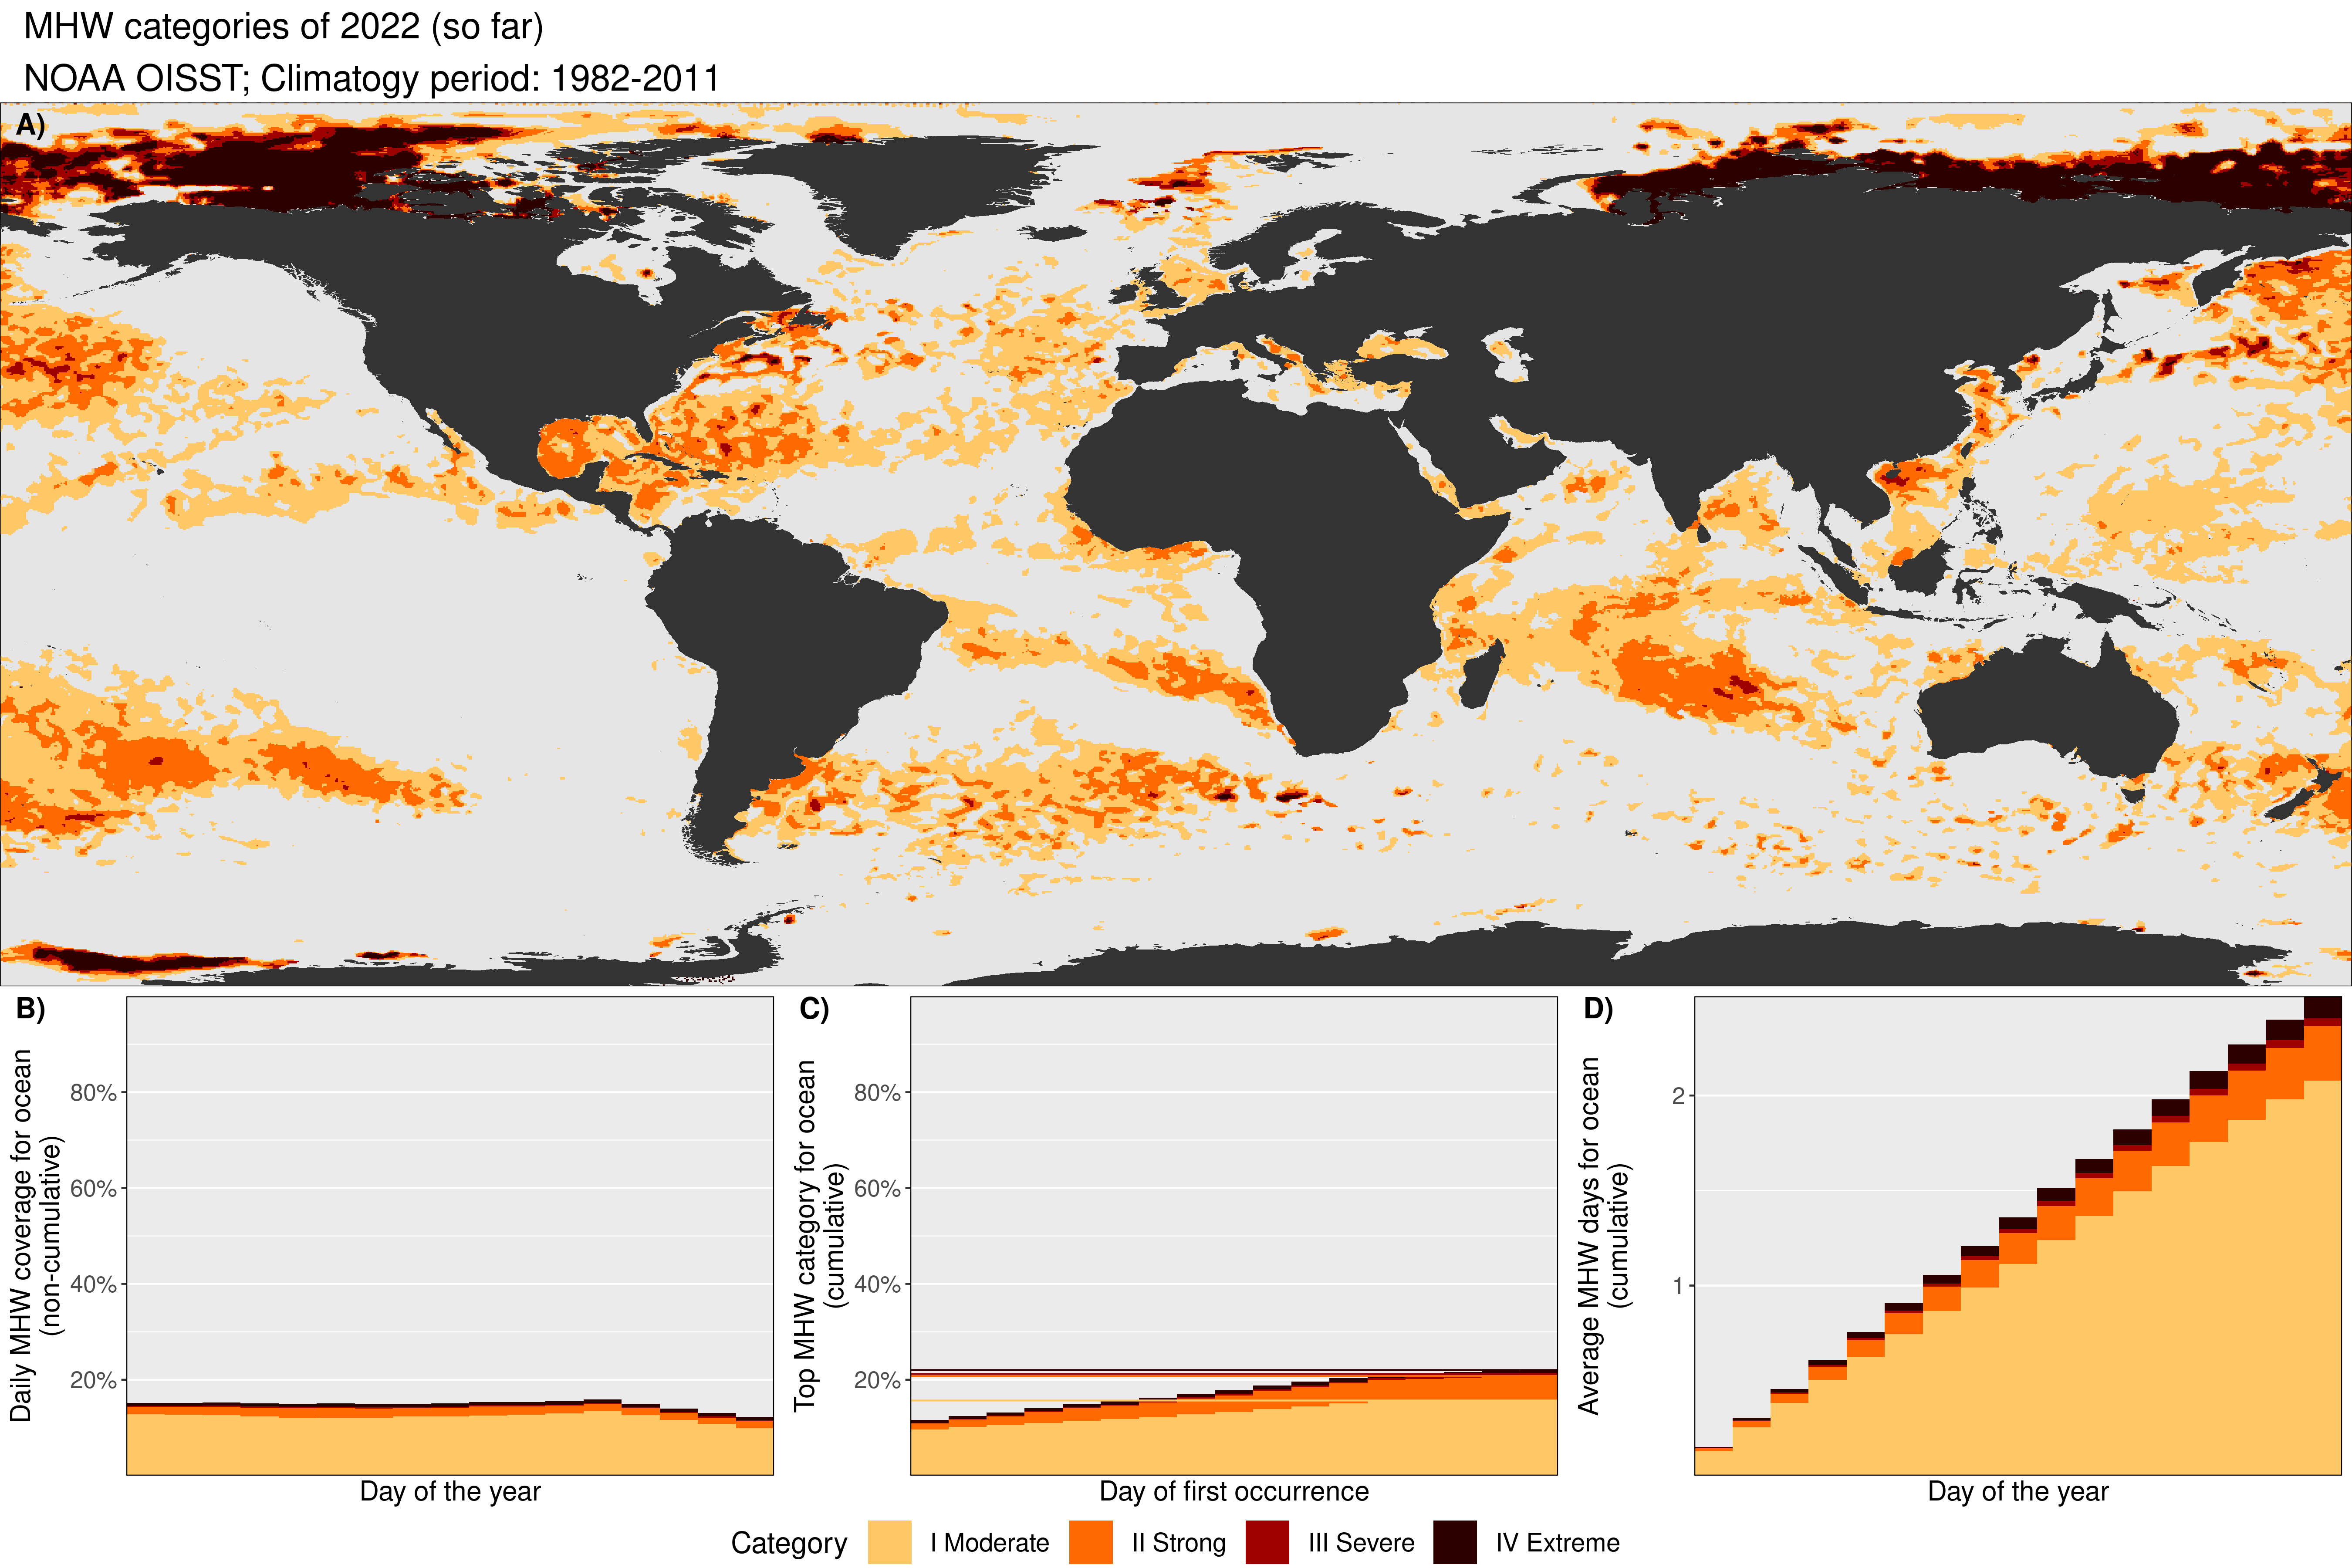 MHW categories of 2022 (so far)
NOAA OISST; Climatogy period: 1982-2011
A)
B)
Daily MHW coverage for ocean
(non-cumulative)
80%
60%
40%
20%
Day of the year
C)
Top MHW category for ocean
(cumulative)
80%
60%
40%
20%
Day of first occurrence
D)
Average MHW days for ocean
(cumulative)
2
1
Day of the year
Category I Moderate II Strong III Severe IV Extreme